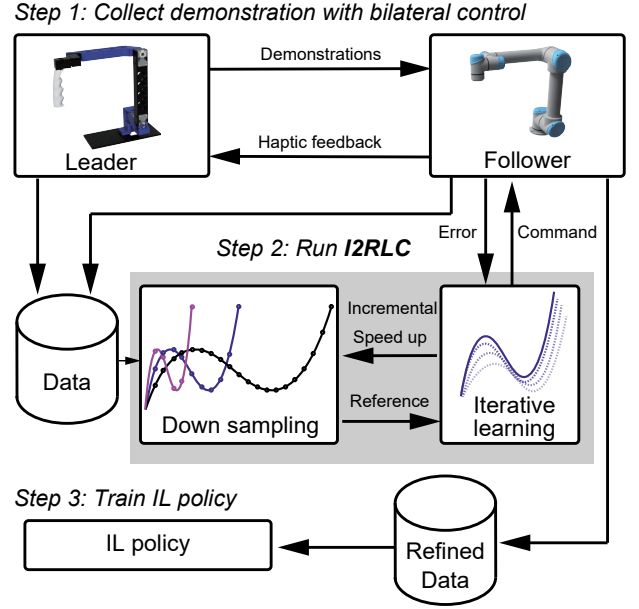 Step 1: Collect demonstration with bilateral control
Demonstrations
Haptic feedback
Leader
Follower
Error
Command
Step 2: Run I2RLC
Data
Incremental
Speed up
Reference
Down sampling
Iterative
learning
Step 3: Train IL policy
IL policy
Refined
Data